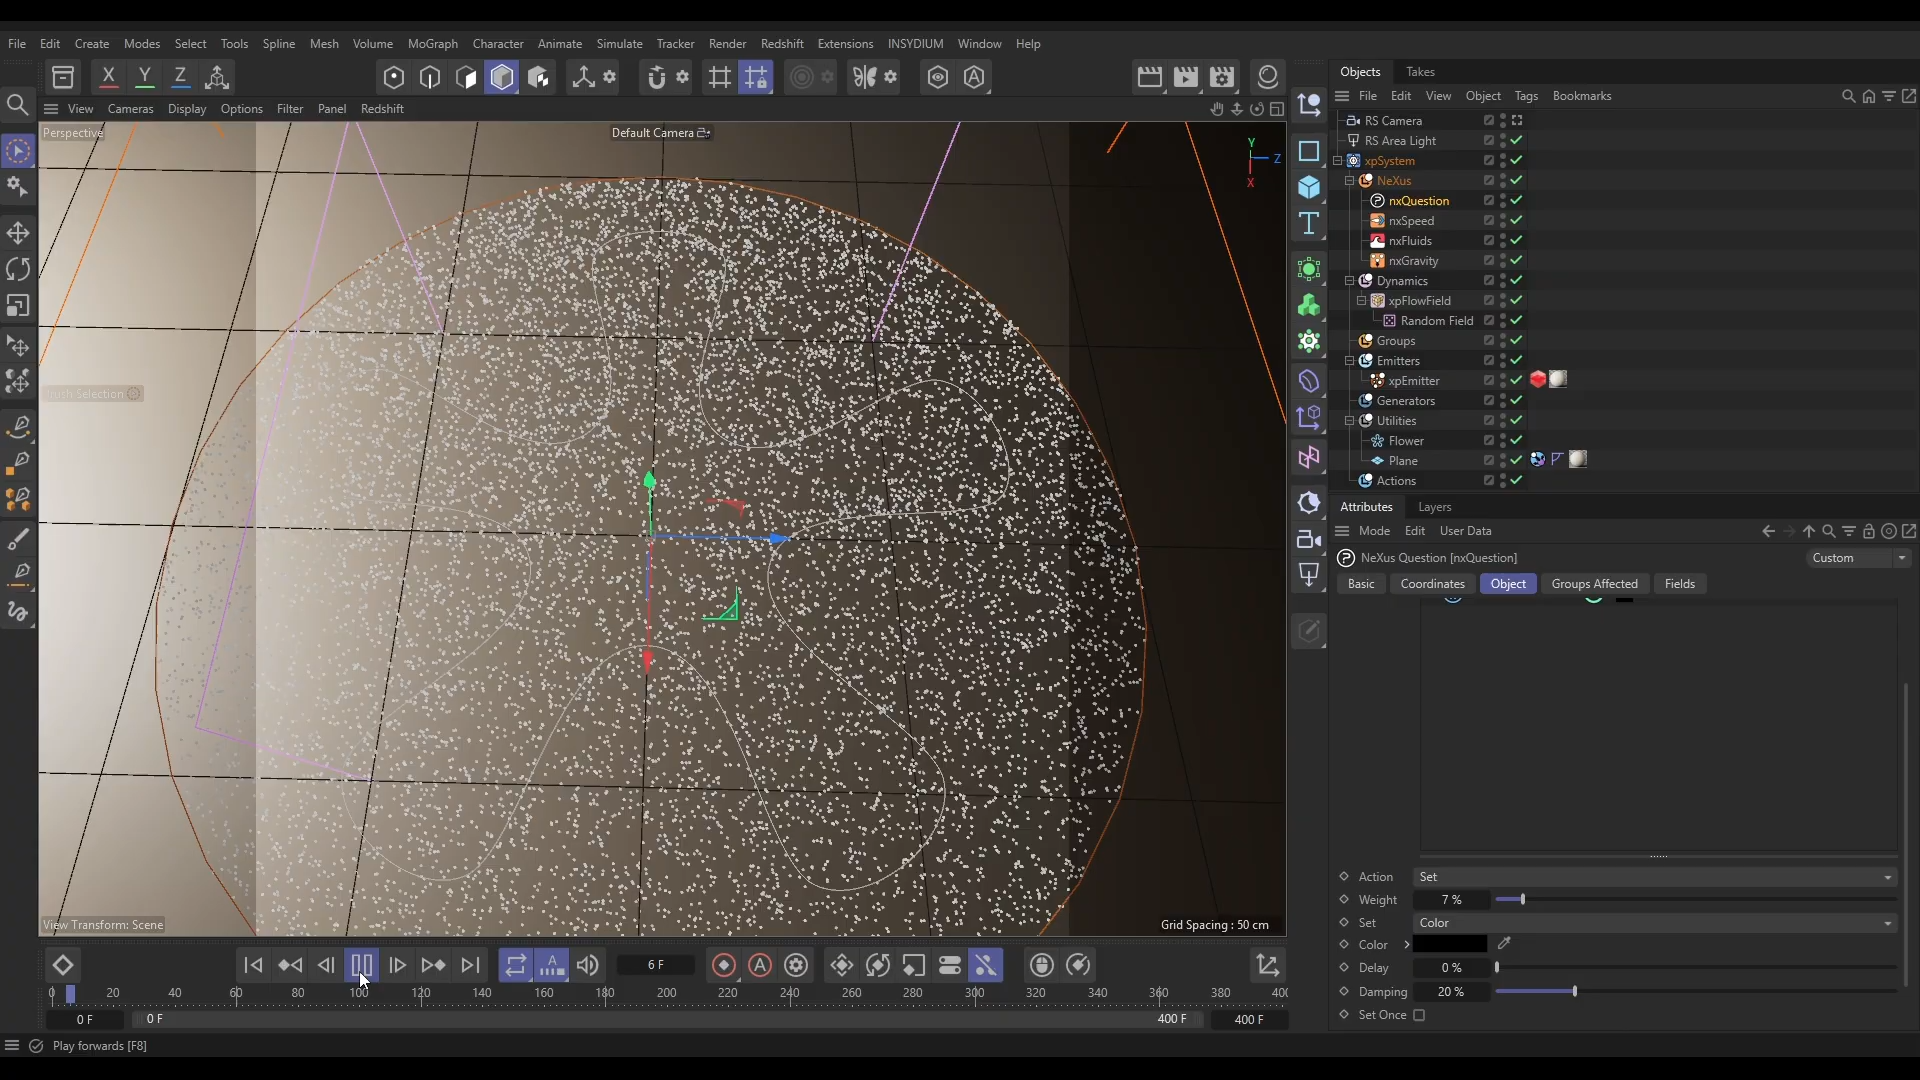 File Edit Create Modes Select Tools Spline Mesh Volume MoGraph Character Animate Simulate Tracker Render Redshift Extensions INSYDIUM Window Help
X Y Z
View Cameras Display Options Filter Panel Redshift
Perspective
Default Camera
Y
Z
X
Brush Selection
View Transform: Scene
Grid Spacing : 50 cm
6 F
0 20 40 60 80 100 120 140 160 180 200 220 240 260 280 300 320 340 360 380 400
0 F
0 F
400 F
400 F
Play forwards [F8]
Objects Takes
File Edit View Object Tags Bookmarks
RS Camera
RS Area Light
xpSystem
NeXus
nxQuestion
nxSpeed
nxFluids
nxGravity
Dynamics
xpFlowField
Random Field
Groups
Emitters
xpEmitter
Generators
Utilities
Flower
Plane
Actions
Attributes Layers
Mode Edit User Data
NeXus Question [nxQuestion]
Custom
Basic Coordinates Object Groups Affected Fields
Action Set
Weight 7 %
Set Color
Color
Delay 0 %
Damping 20 %
Set Once